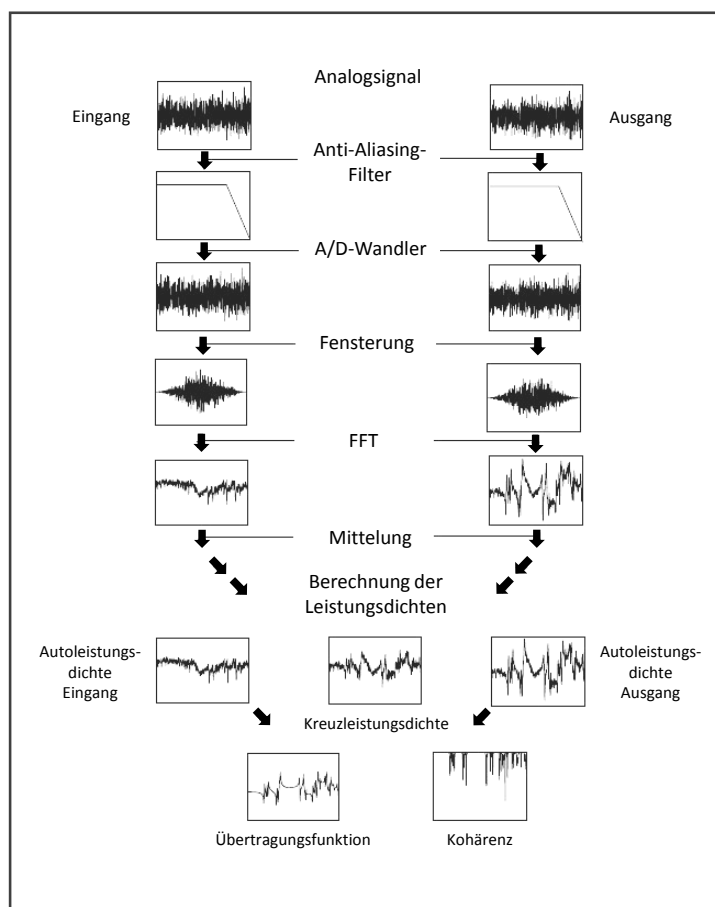 Analogsignal
Eingang
Ausgang
Anti-Aliasing-
Filter
A/D-Wandler
Fensterung
FFT
Mittelung
Berechnung der
Leistungsdichten
Autoleistungs-
dichte
Eingang
Autoleistungs-
dichte
Ausgang
Kreuzleistungsdichte
Übertragungsfunktion
Kohärenz